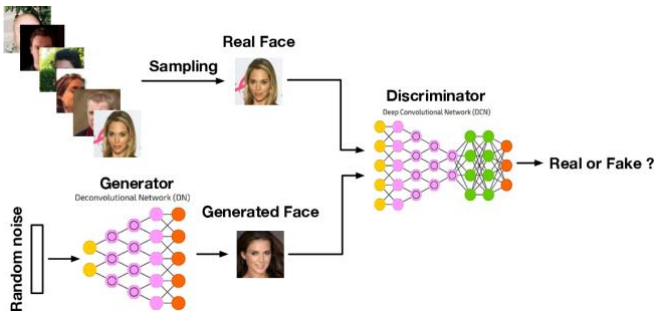 Real Face
Sampling
Discriminator
Deep Convolutional Network (DCN)
Real or Fake ?
Generator
Deconvolutional Network (DN)
Generated Face
Random noise